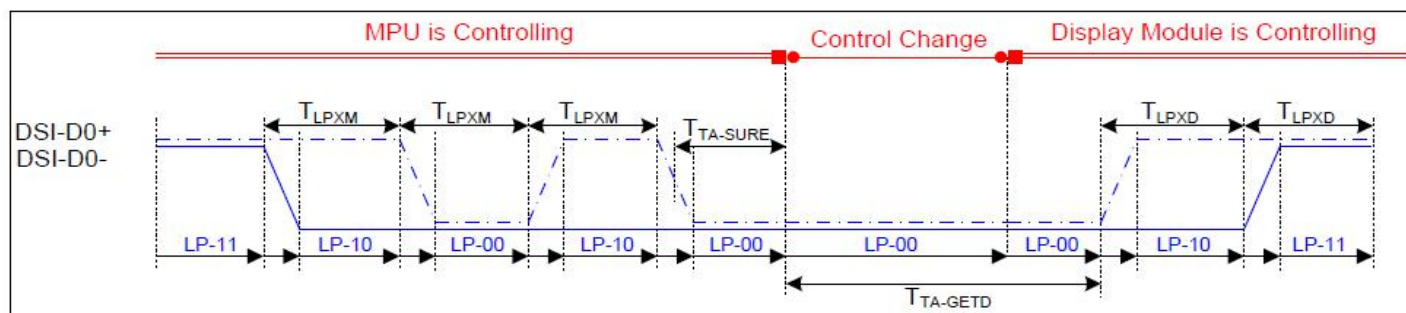 MPU is Controlling Control Change Display Module is Controlling
TLPXM TLPXM TLPXM TLPXD TLPXD
DSI-D0+ TTA-SURE
DSI-D0-
LP-11 LP-10 LP-00 LP-10 LP-00 LP-00 LP-00 LP-10 LP-11
TTA-GETD